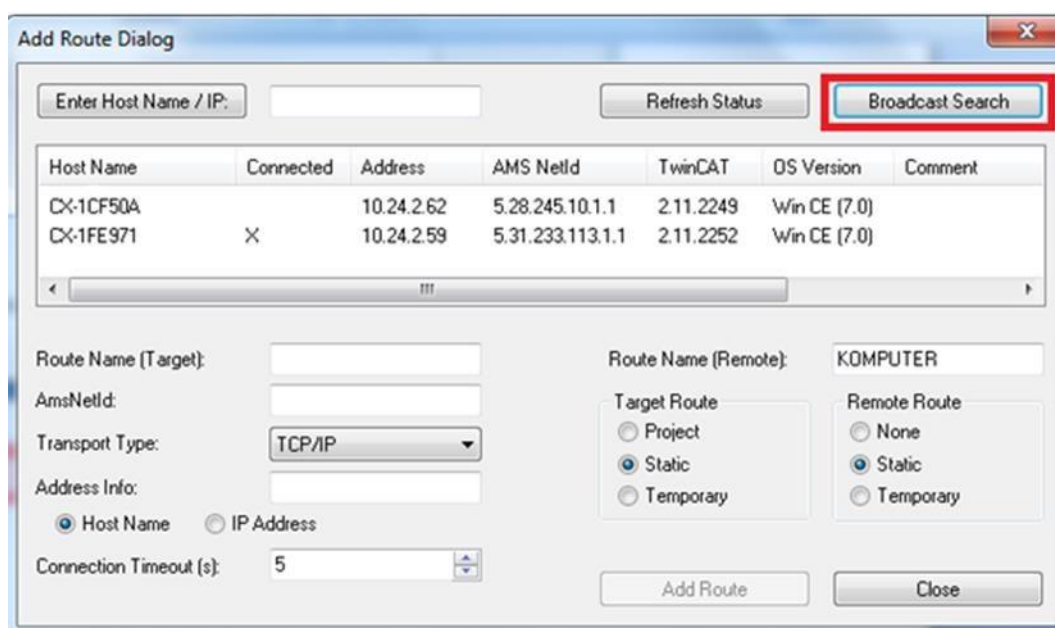 Add Route Dialog
Enter Host Name / IP: Refresh Status Broadcast Search
Host Name Connected Address AMS NetId TwinCAT OS Version Comment
CX-1CF50A 10.24.2.62 5.28.245.10.1.1 2.11.2249 Win CE (7.0)
CX-1FE971 X 10.24.2.59 5.31.233.113.1.1 2.11.2252 Win CE (7.0)
Route Name (Target): Route Name (Remote): KOMPUTER
AmsNetId: Target Route Remote Route
Project None
Transport Type: TCP/IP Static Static
Address Info: Temporary Temporary
Host Name IP Address
Connection Timeout (s): 5
Add Route Close